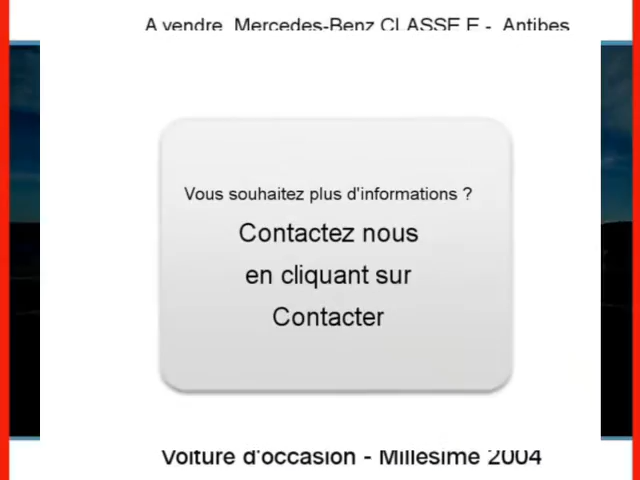 A vendre Mercedes-Benz CLASSE E - Antibes
Vous souhaitez plus d'informations ?
Contactez nous
en cliquant sur
Contacter
Voiture d'occasion - Millesime 2004